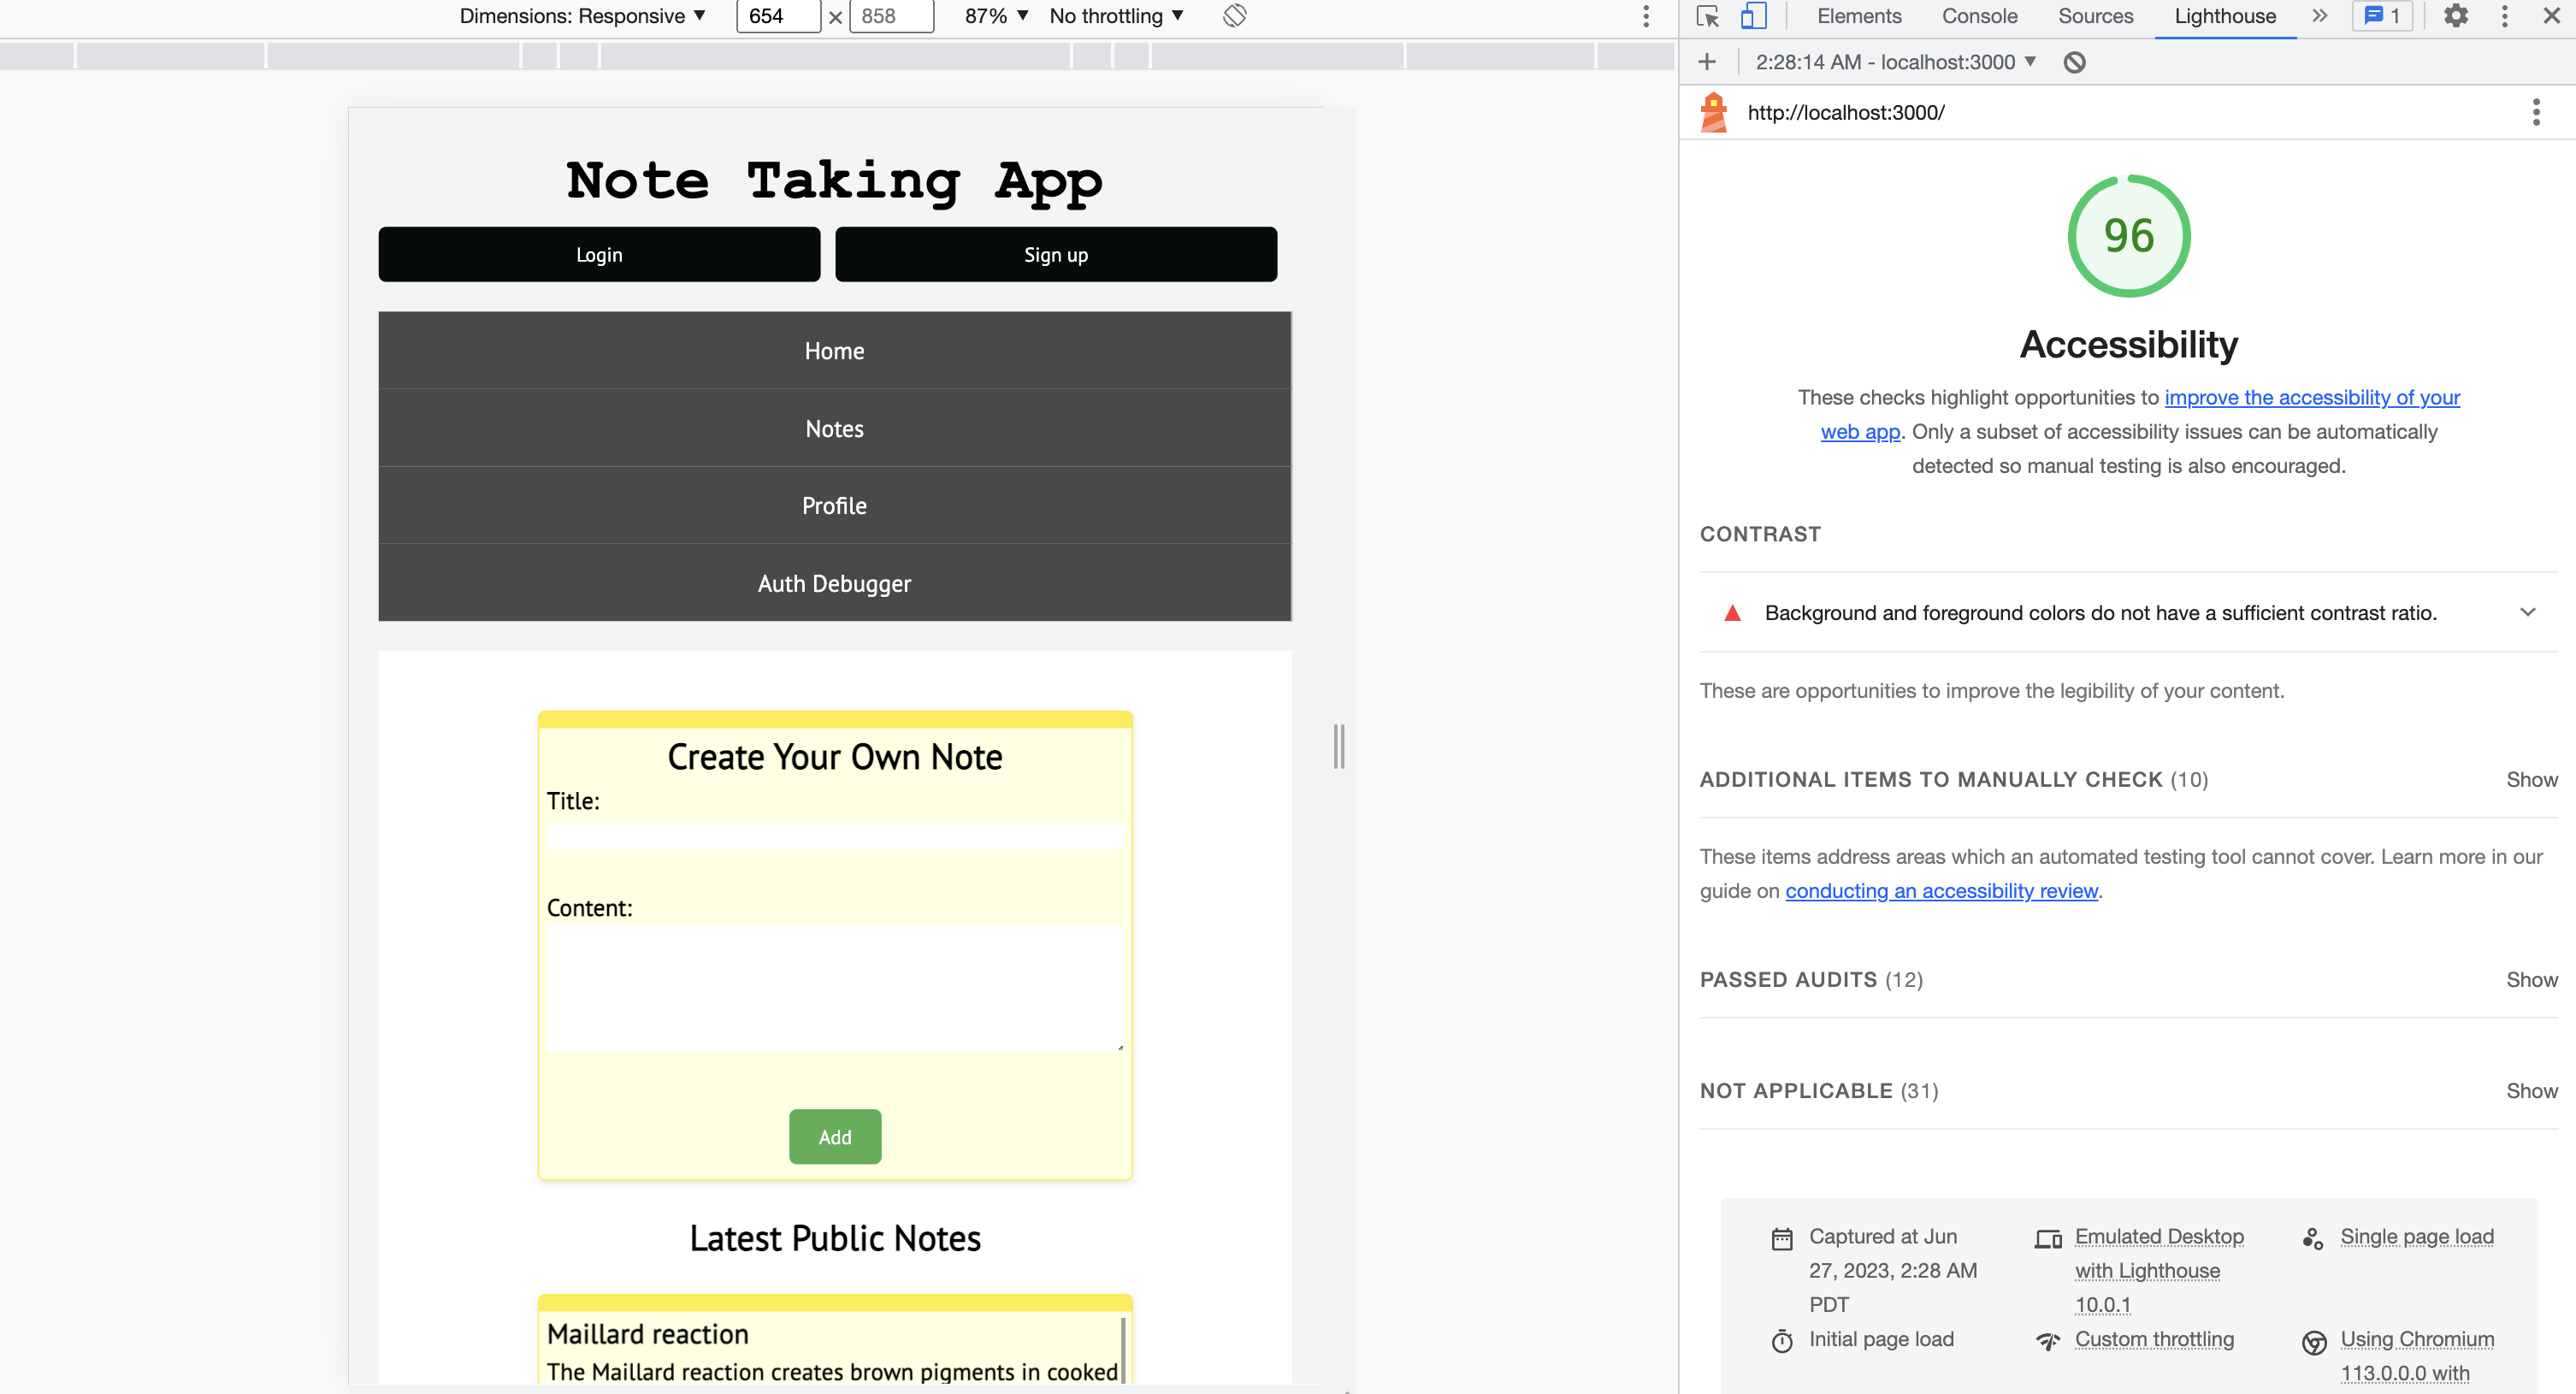 Dimensions: Responsive ▼ 654 × 858 87% ▼ No throttling ▼
Elements Console Sources Lighthouse » 1
2:28:14 AM - localhost:3000 ▼
http://localhost:3000/
Note Taking App
Login Sign up
Home
Notes
Profile
Auth Debugger
Create Your Own Note
Title:
Content:
Add
Latest Public Notes
Maillard reaction
The Maillard reaction creates brown pigments in cooked
96
Accessibility
These checks highlight opportunities to improve the accessibility of your
web app. Only a subset of accessibility issues can be automatically
detected so manual testing is also encouraged.
CONTRAST
Background and foreground colors do not have a sufficient contrast ratio.
These are opportunities to improve the legibility of your content.
ADDITIONAL ITEMS TO MANUALLY CHECK (10) Show
These items address areas which an automated testing tool cannot cover. Learn more in our
guide on conducting an accessibility review.
PASSED AUDITS (12) Show
NOT APPLICABLE (31) Show
Captured at Jun
27, 2023, 2:28 AM
PDT
Emulated Desktop
with Lighthouse
10.0.1
Single page load
Initial page load
Custom throttling
Using Chromium
113.0.0.0 with